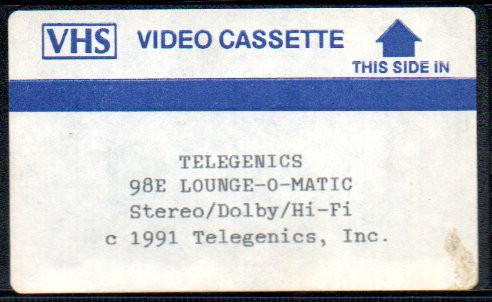 VHS VIDEO CASSETTE
THIS SIDE IN
TELEGENICS
98E LOUNGE-O-MATIC
Stereo/Dolby/Hi-Fi
c 1991 Telegenics, Inc.